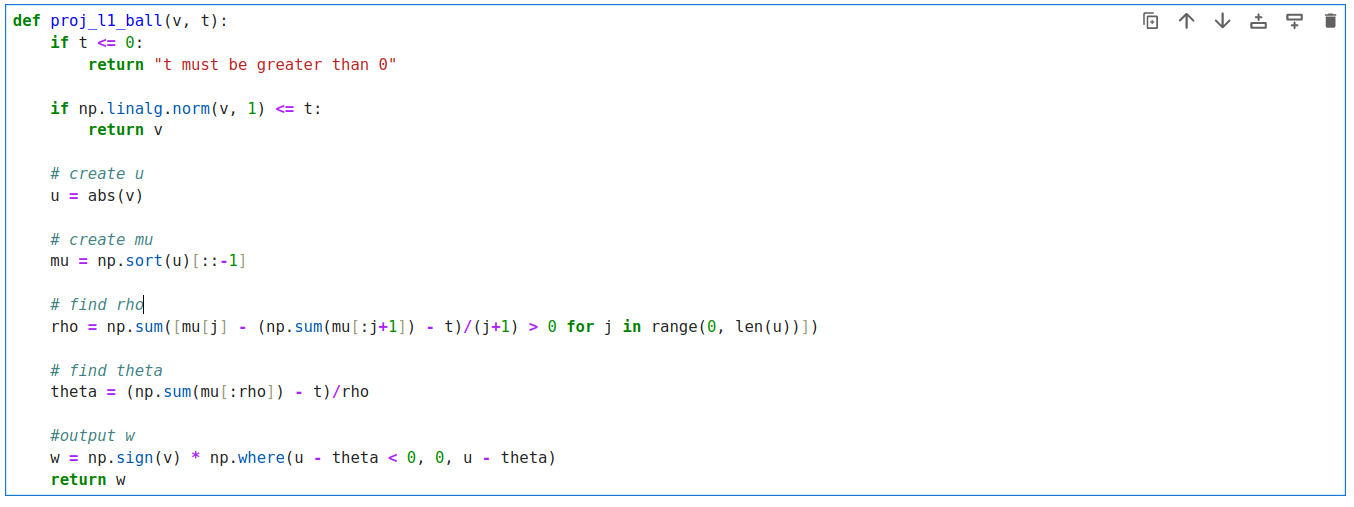 def proj_l1_ball(v, t):
    if t <= 0:
        return "t must be greater than 0"

    if np.linalg.norm(v, 1) <= t:
        return v

    # create u
    u = abs(v)

    # create mu
    mu = np.sort(u)[::-1]

    # find rho
    rho = np.sum([mu[j] - (np.sum(mu[:j+1]) - t)/(j+1) > 0 for j in range(0, len(u))])

    # find theta
    theta = (np.sum(mu[:rho]) - t)/rho

    #output w
    w = np.sign(v) * np.where(u - theta < 0, 0, u - theta)
    return w